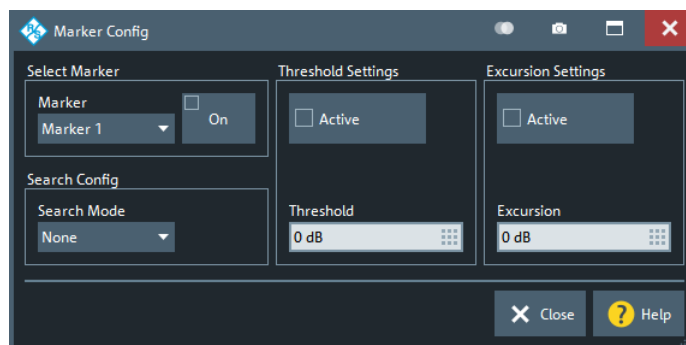 R&S
Marker Config
Select Marker
Marker
Marker 1
On
Search Config
Search Mode
None
Threshold Settings
Active
Threshold
0 dB
Excursion Settings
Active
Excursion
0 dB
Close
? Help